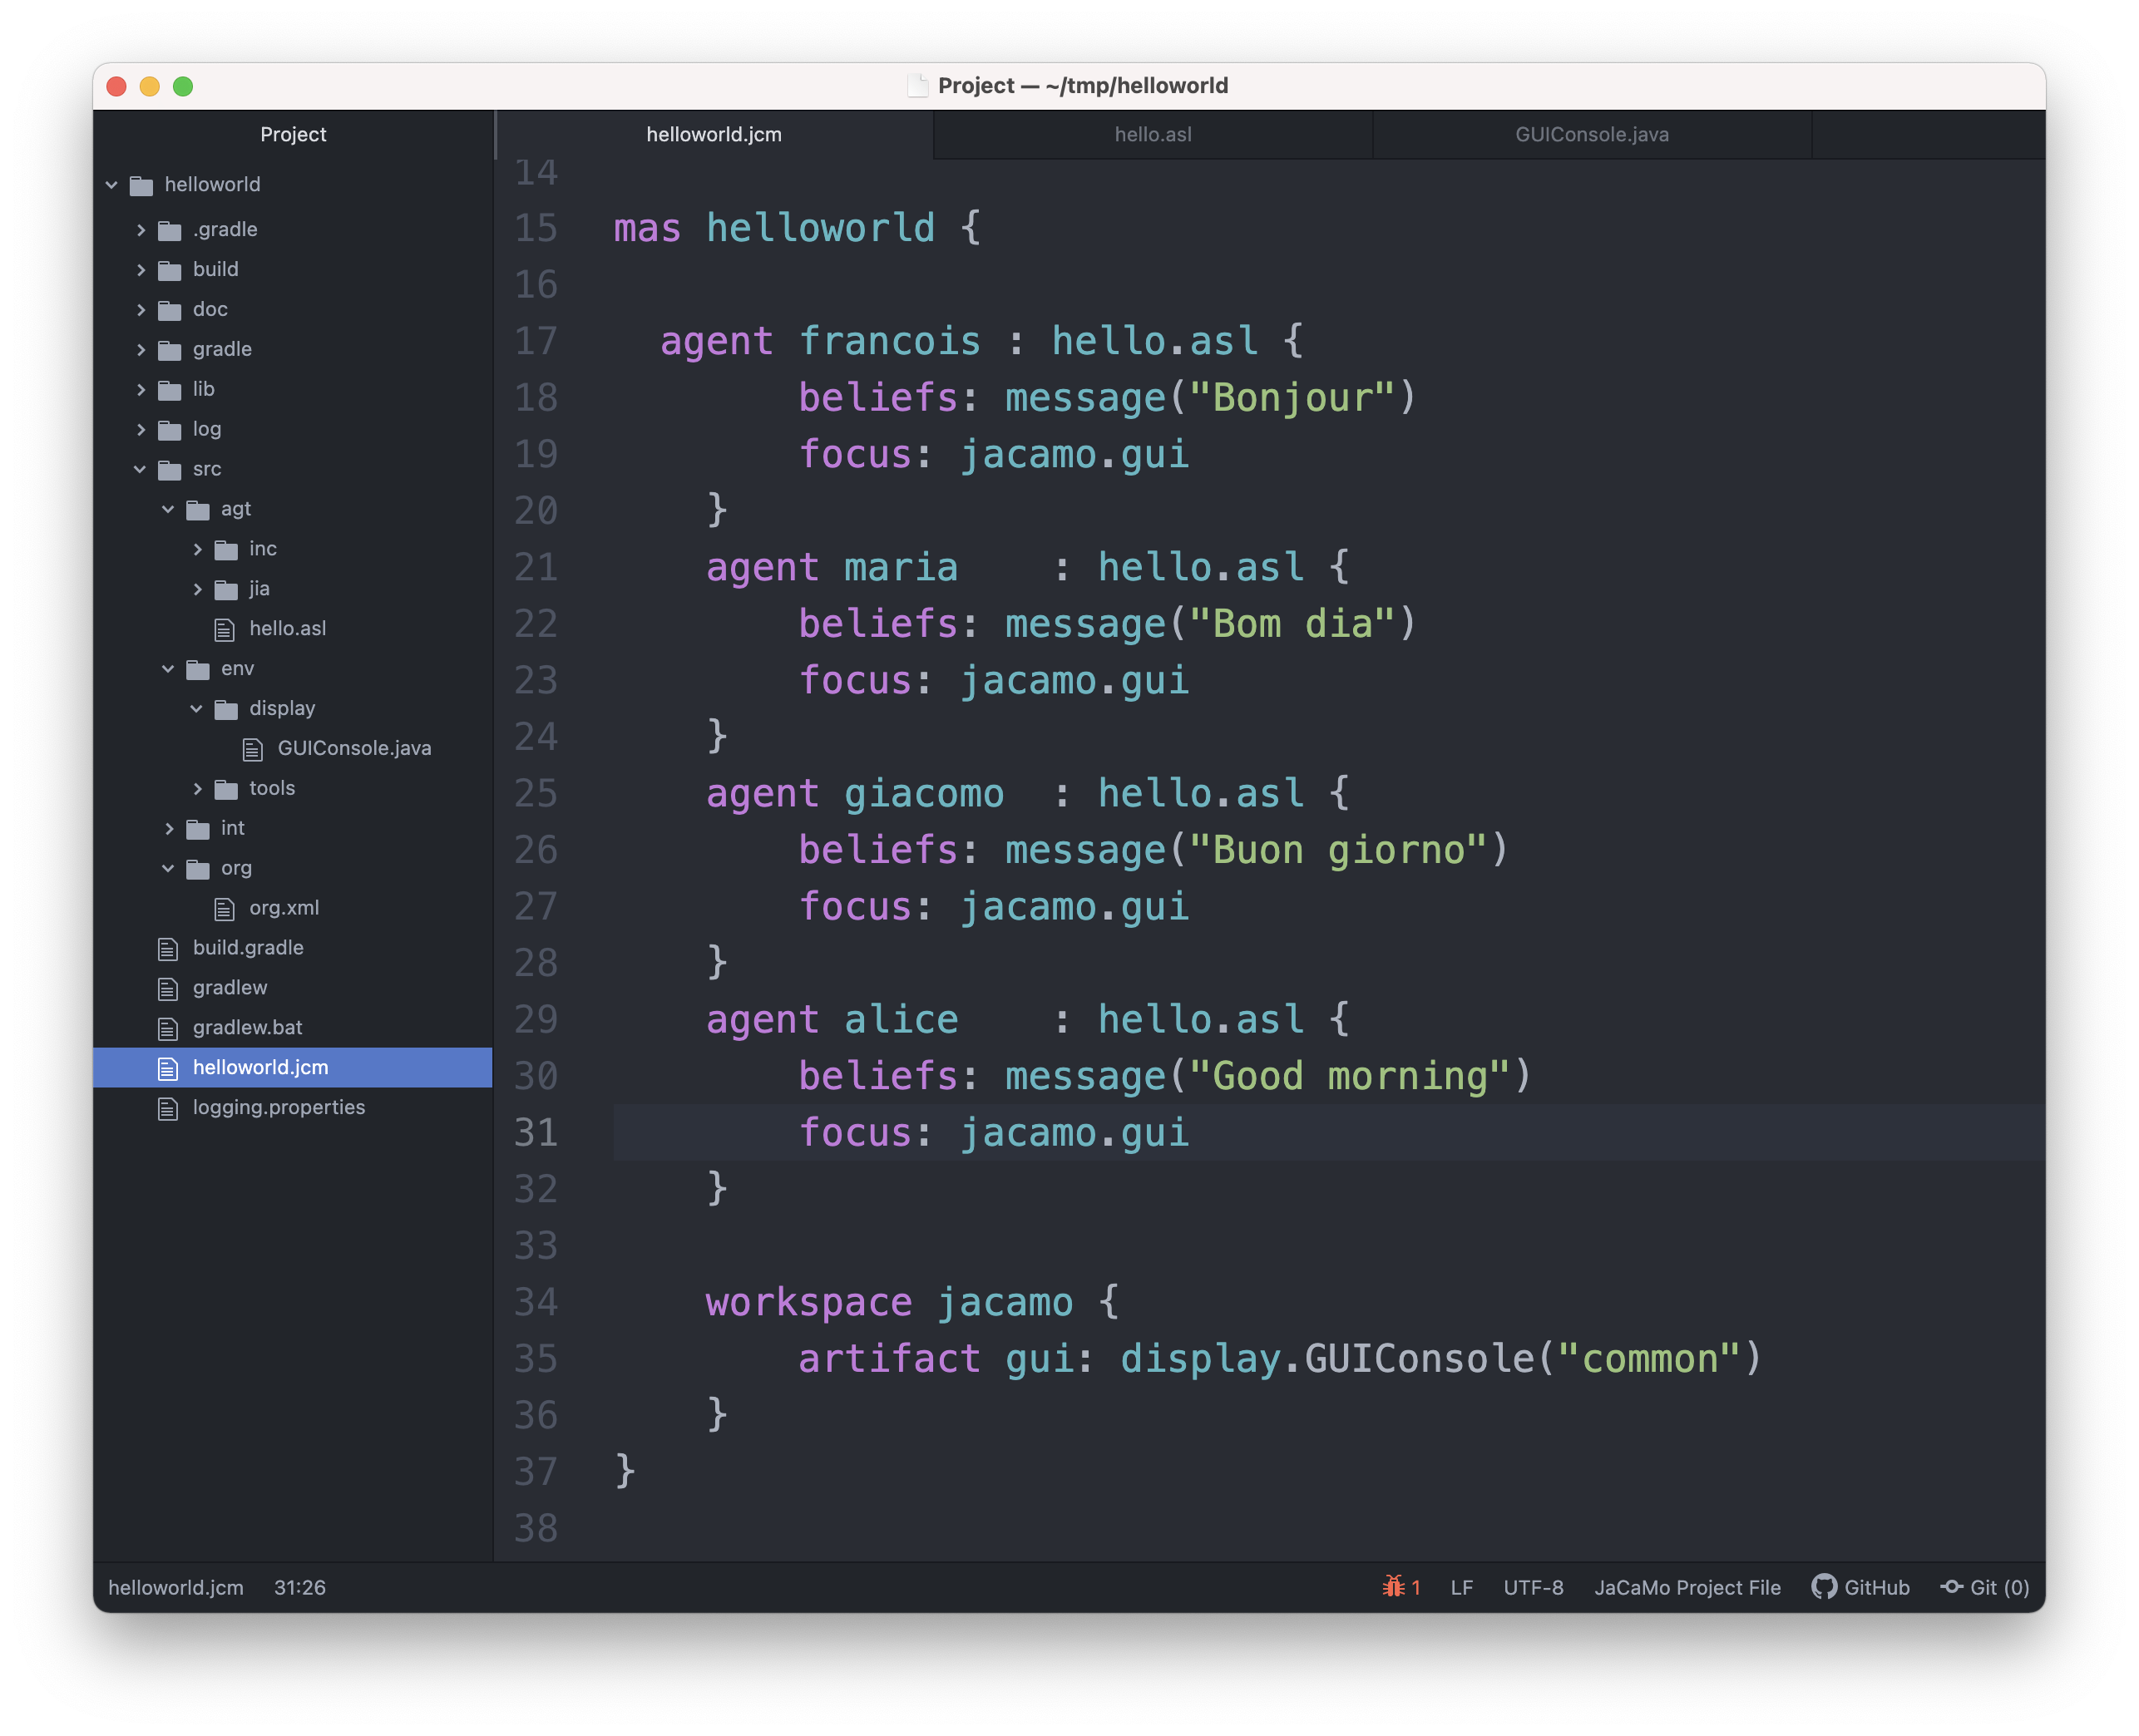 Project — ~/tmp/helloworld
Project
helloworld
.gradle
build
doc
gradle
lib
log
src
agt
inc
jia
hello.asl
env
display
GUIConsole.java
tools
int
org
org.xml
build.gradle
gradlew
gradlew.bat
helloworld.jcm
logging.properties
helloworld.jcm hello.asl GUIConsole.java
14
15 mas helloworld {
16
17   agent francois : hello.asl {
18         beliefs: message("Bonjour")
19         focus: jacamo.gui
20     }
21     agent maria    : hello.asl {
22         beliefs: message("Bom dia")
23         focus: jacamo.gui
24     }
25     agent giacomo  : hello.asl {
26         beliefs: message("Buon giorno")
27         focus: jacamo.gui
28     }
29     agent alice    : hello.asl {
30         beliefs: message("Good morning")
31         focus: jacamo.gui
32     }
33
34     workspace jacamo {
35         artifact gui: display.GUIConsole("common")
36     }
37 }
38
helloworld.jcm 31:26 1 LF UTF-8 JaCaMo Project File GitHub Git (0)